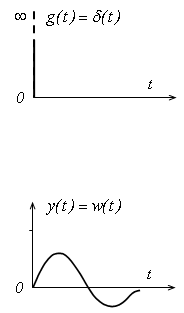 ∞ g(t) = δ(t)
t
0
y(t) = w(t)
t
0